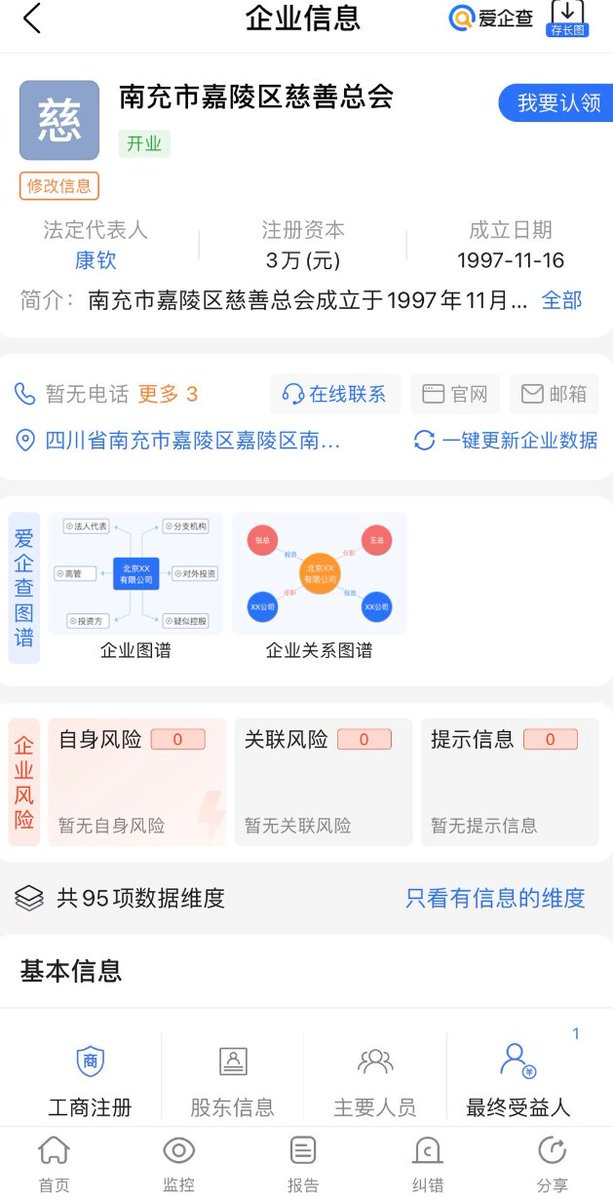 企业信息
爱企查
存长图
慈
南充市嘉陵区慈善总会
我要认领
开业
修改信息
法定代表人 注册资本 成立日期
康钦 3万(元) 1997-11-16
简介: 南充市嘉陵区慈善总会成立于1997年11月... 全部
暂无电话 更多 3 在线联系 官网 邮箱
四川省南充市嘉陵区嘉陵区南... 一键更新企业数据
爱企查图谱
法人代表 分支机构
高管 北京XX有限公司 对外投资
投资方 疑似控股
企业图谱
张总 王总
投资 任职
北京XX有限公司
任职 投资
XX公司 XX公司
企业关系图谱
企业风险
自身风险 0 关联风险 0 提示信息 0
暂无自身风险 暂无关联风险 暂无提示信息
共95项数据维度 只看有信息的维度
基本信息
商 1
工商注册 股东信息 主要人员 最终受益人
首页 监控 报告 纠错 分享